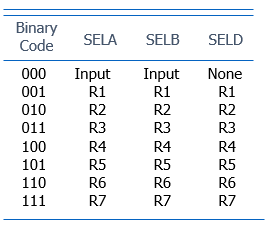 Binary Code SELA SELB SELD
000 Input Input None
001 R1 R1 R1
010 R2 R2 R2
011 R3 R3 R3
100 R4 R4 R4
101 R5 R5 R5
110 R6 R6 R6
111 R7 R7 R7